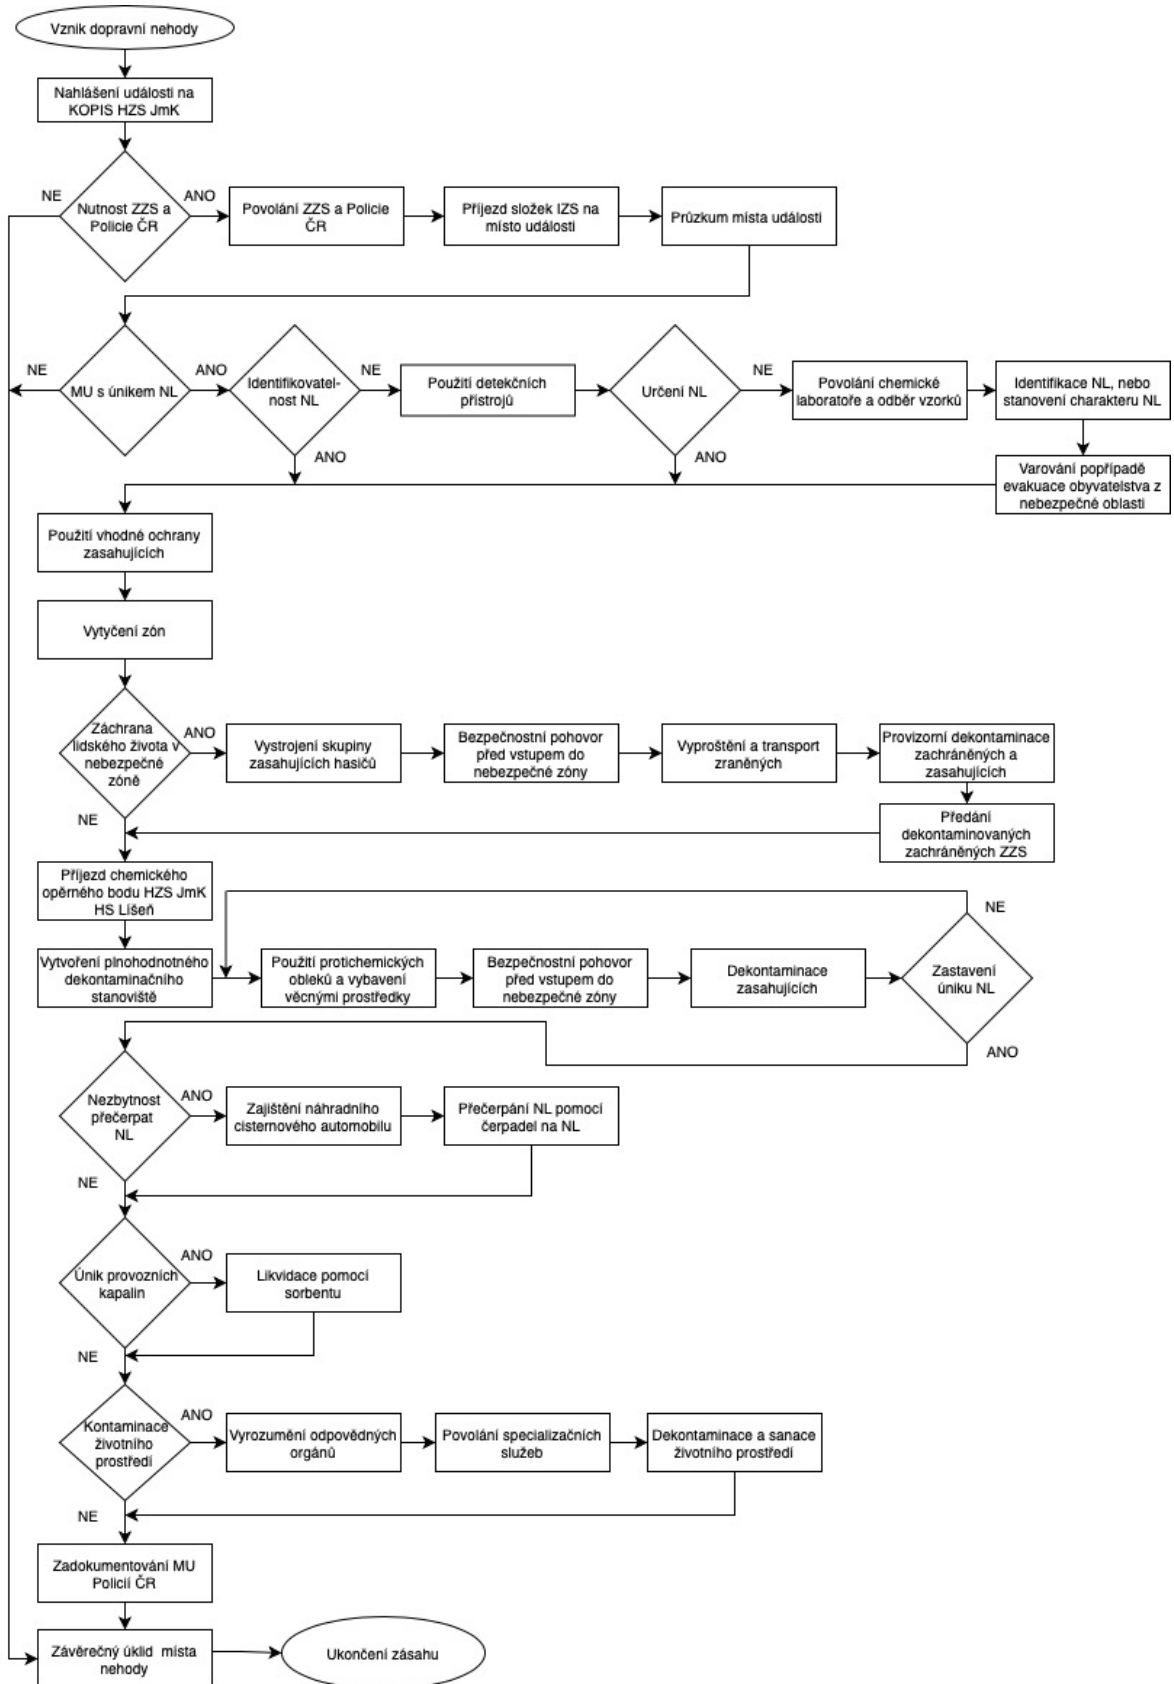 Vznik dopravní nehody
Nahlášení události na
KOPIS HZS JmK
NE
Nutnost ZZS a
Policie ČR
ANO
Povolání ZZS a Policie
ČR
Příjezd složek IZS na
místo události
Průzkum místa události
NE
MU s únikem NL
ANO
Identifikovatel-
nost NL
NE
Použití detekčních
přístrojů
Určení NL
NE
Povolání chemické
laboratoře a odběr vzorků
Identifikace NL, nebo
stanovení charakteru NL
ANO
ANO
Varování popřípadě
evakuace obyvatelstva z
nebezpečné oblasti
Použití vhodné ochrany
zasahujících
Vytyčení zón
Záchrana
lidského života v
nebezpečné
zóně
ANO
Vystrojení skupiny
zasahujících hasičů
Bezpečnostní pohovor
před vstupem do
nebezpečné zóny
Vyproštění a transport
zraněných
Provizorní dekontaminace
zachráněných a
zasahujících
NE
Předání
dekontaminovaných
zachráněných ZZS
Příjezd chemického
opěrného bodu HZS JmK
HS Líšeň
NE
Vytvoření plnohodnotného
dekontaminačního
stanoviště
Použití protichemických
obleků a vybavení
věcnými prostředky
Bezpečnostní pohovor
před vstupem do
nebezpečné zóny
Dekontaminace
zasahujících
Zastavení
úniku NL
ANO
Nezbytnost
přečerpat
NL
ANO
Zajištění náhradního
cisternového automobilu
Přečerpání NL pomocí
čerpadel na NL
NE
Únik provozních
kapalin
ANO
Likvidace pomocí
sorbentu
NE
Kontaminace
životního
prostředí
ANO
Vyrozumění odpovědných
orgánů
Povolání specializačních
služeb
Dekontaminace a sanace
životního prostředí
NE
Zadokumentování MU
Policií ČR
Závěrečný úklid místa
nehody
Ukončení zásahu